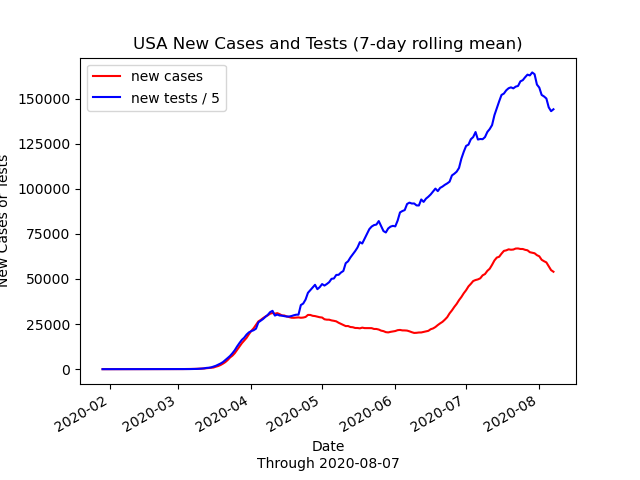 USA New Cases and Tests (7-day rolling mean)
new cases
new tests / 5
New Cases or Tests
150000
125000
100000
75000
50000
25000
0
2020-02
2020-03
2020-04
2020-05
2020-06
2020-07
2020-08
Date
Through 2020-08-07